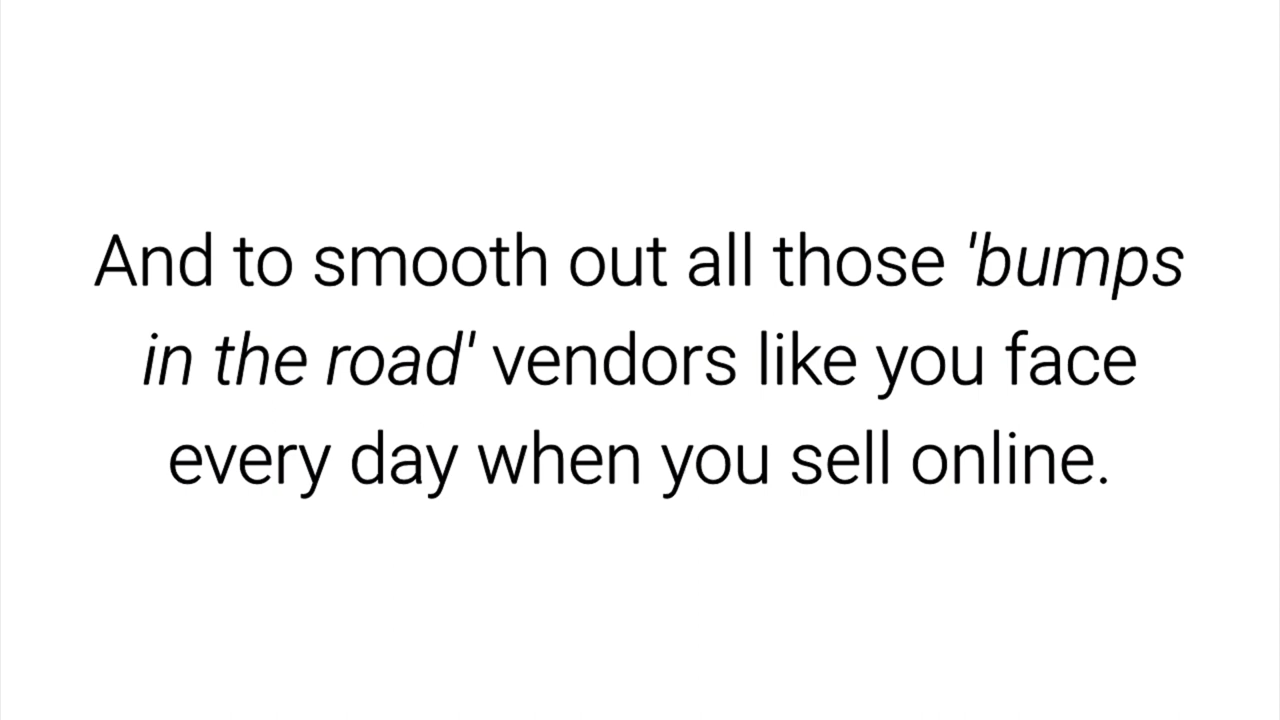 And to smooth out all those 'bumps
in the road' vendors like you face
every day when you sell online.